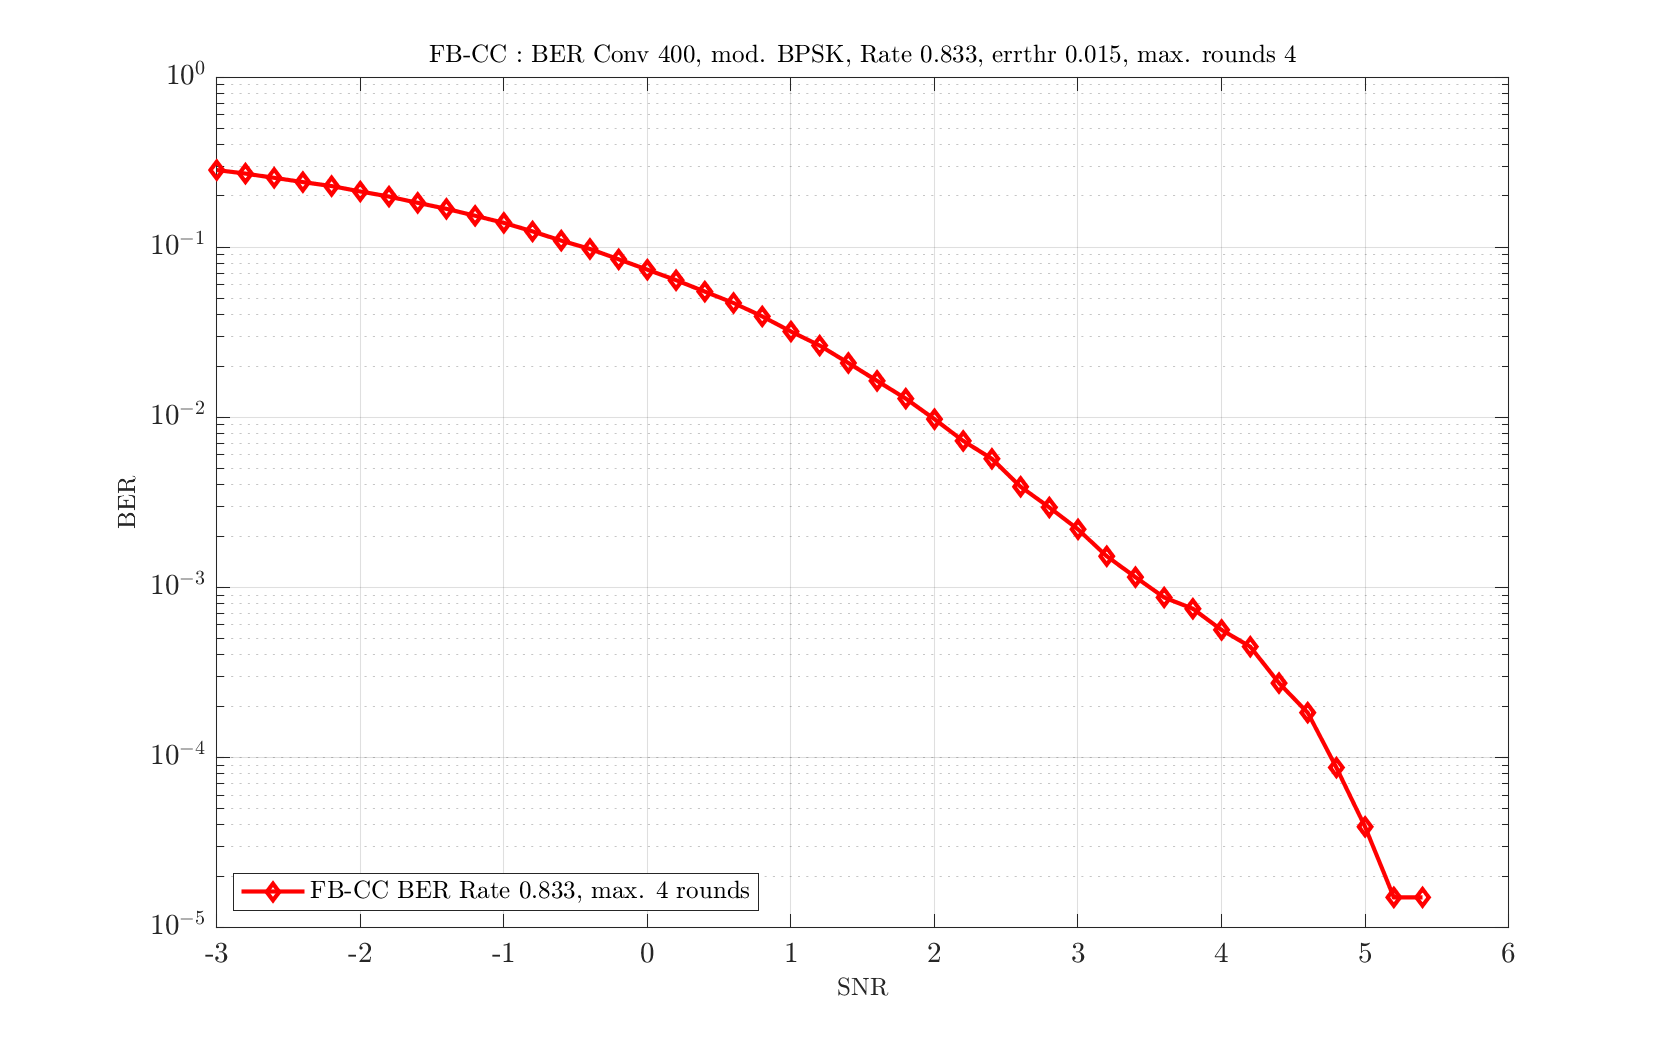 FB-CC : BER Conv 400, mod. BPSK, Rate 0.833, errthr 0.015, max. rounds 4
10^0
10^-1
10^-2
10^-3
10^-4
10^-5
BER
FB-CC BER Rate 0.833, max. 4 rounds
-3 -2 -1 0 1 2 3 4 5 6
SNR